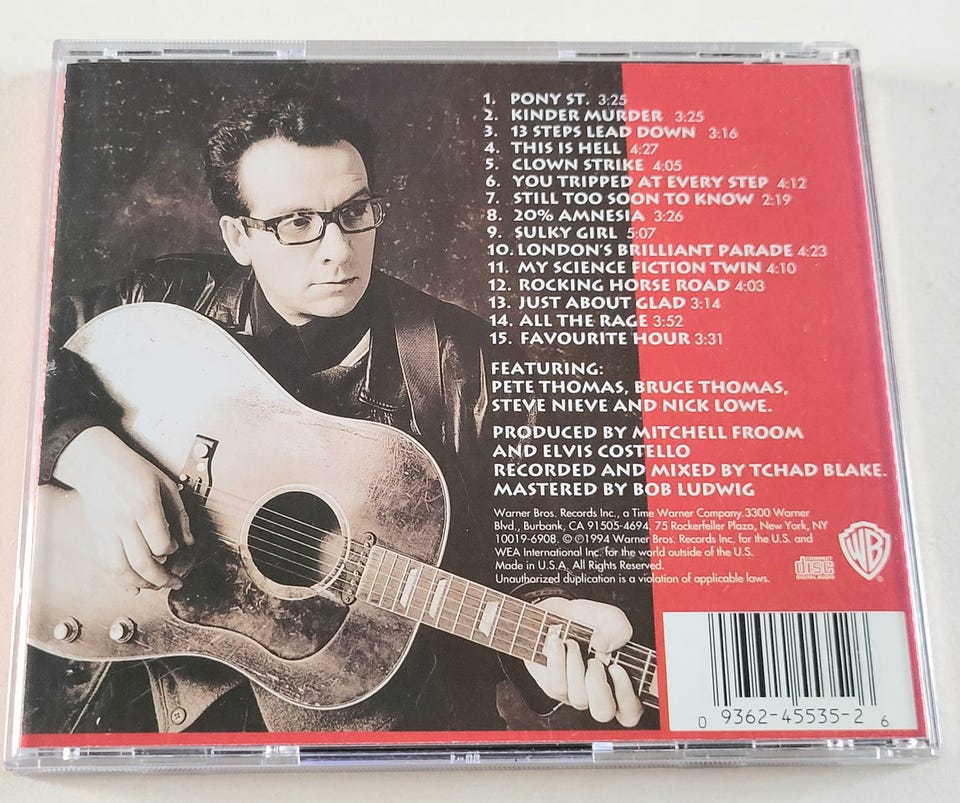 1. PONY ST. 3:25
2. KINDER MURDER 3:25
3. 13 STEPS LEAD DOWN 3:16
4. THIS IS HELL 4:27
5. CLOWN STRIKE 4:05
6. YOU TRIPPED AT EVERY STEP 4:12
7. STILL TOO SOON TO KNOW 2:19
8. 20% AMNESIA 3:26
9. SULKY GIRL 5:07
10. LONDON'S BRILLIANT PARADE 4:23
11. MY SCIENCE FICTION TWIN 4:10
12. ROCKING HORSE ROAD 4:03
13. JUST ABOUT GLAD 3:14
14. ALL THE RAGE 3:52
15. FAVOURITE HOUR 3:31
FEATURING:
PETE THOMAS, BRUCE THOMAS,
STEVE NIEVE AND NICK LOWE.
PRODUCED BY MITCHELL FROOM
AND ELVIS COSTELLO
RECORDED AND MIXED BY TCHAD BLAKE.
MASTERED BY BOB LUDWIG
Warner Bros. Records Inc., a Time Warner Company. 3300 Warner
Blvd., Burbank, CA 91505-4694. 75 Rockerfeller Plaza, New York, NY
10019-6908. © ℗1994 Warner Bros. Records Inc. for the U.S. and
WEA International Inc. for the world outside of the U.S.
Made in U.S.A. All Rights Reserved.
Unauthorized duplication is a violation of applicable laws.
COMPACT
disc
DIGITAL AUDIO
WB
®
0 9362-45535-2 6